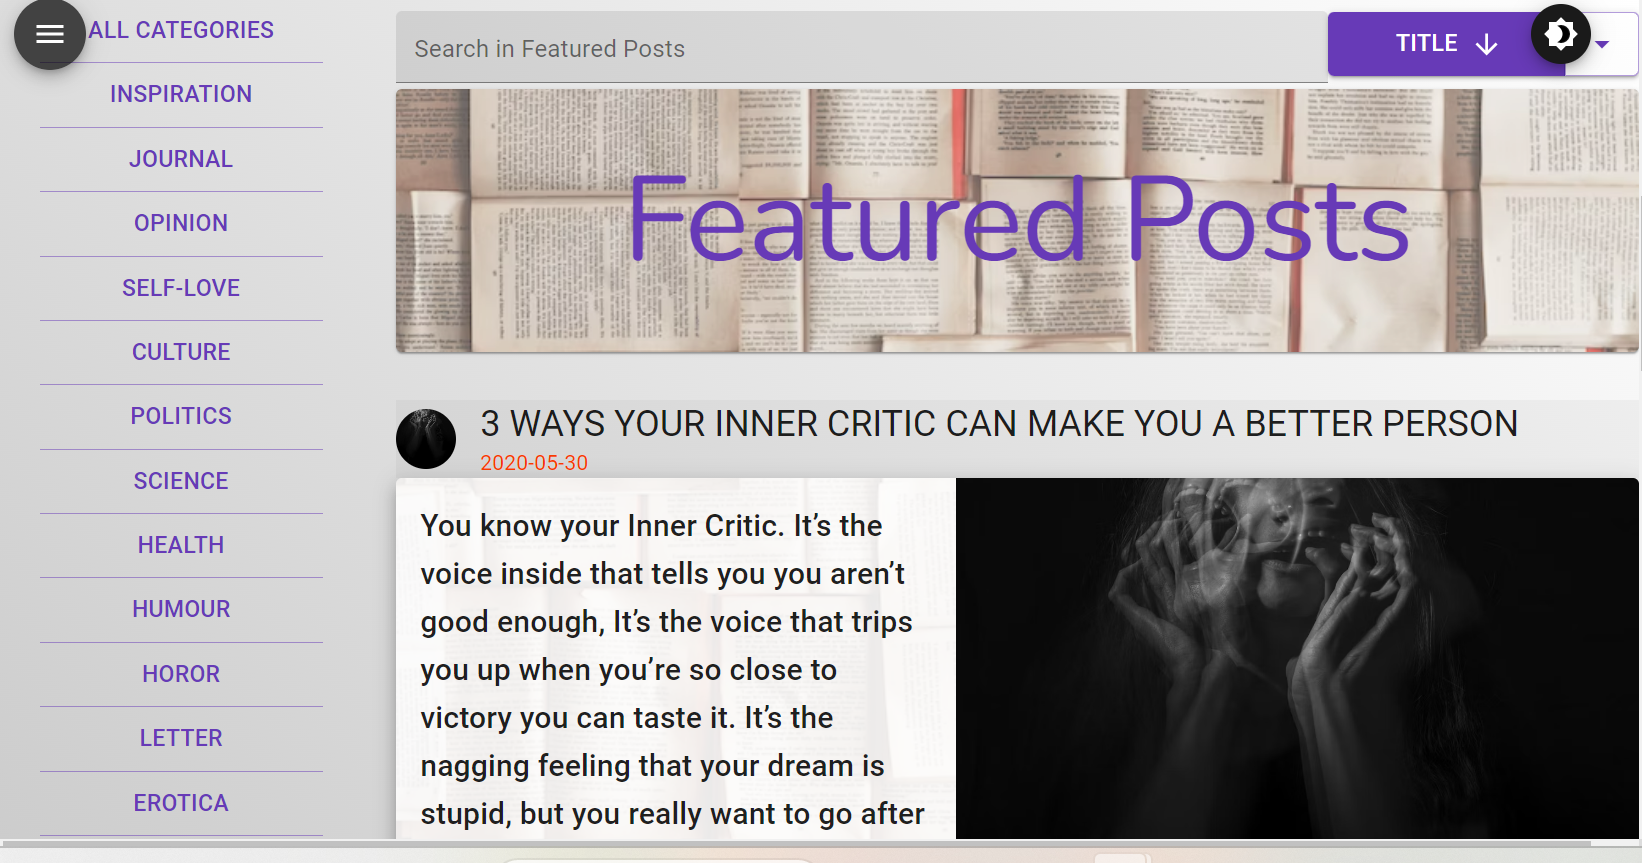 ALL CATEGORIES
INSPIRATION
JOURNAL
OPINION
SELF-LOVE
CULTURE
POLITICS
SCIENCE
HEALTH
HUMOUR
HOROR
LETTER
EROTICA
Search in Featured Posts
TITLE
Featured Posts
3 WAYS YOUR INNER CRITIC CAN MAKE YOU A BETTER PERSON
2020-05-30
You know your Inner Critic. It’s the
voice inside that tells you you aren’t
good enough, It’s the voice that trips
you up when you’re so close to
victory you can taste it. It’s the
nagging feeling that your dream is
stupid, but you really want to go after